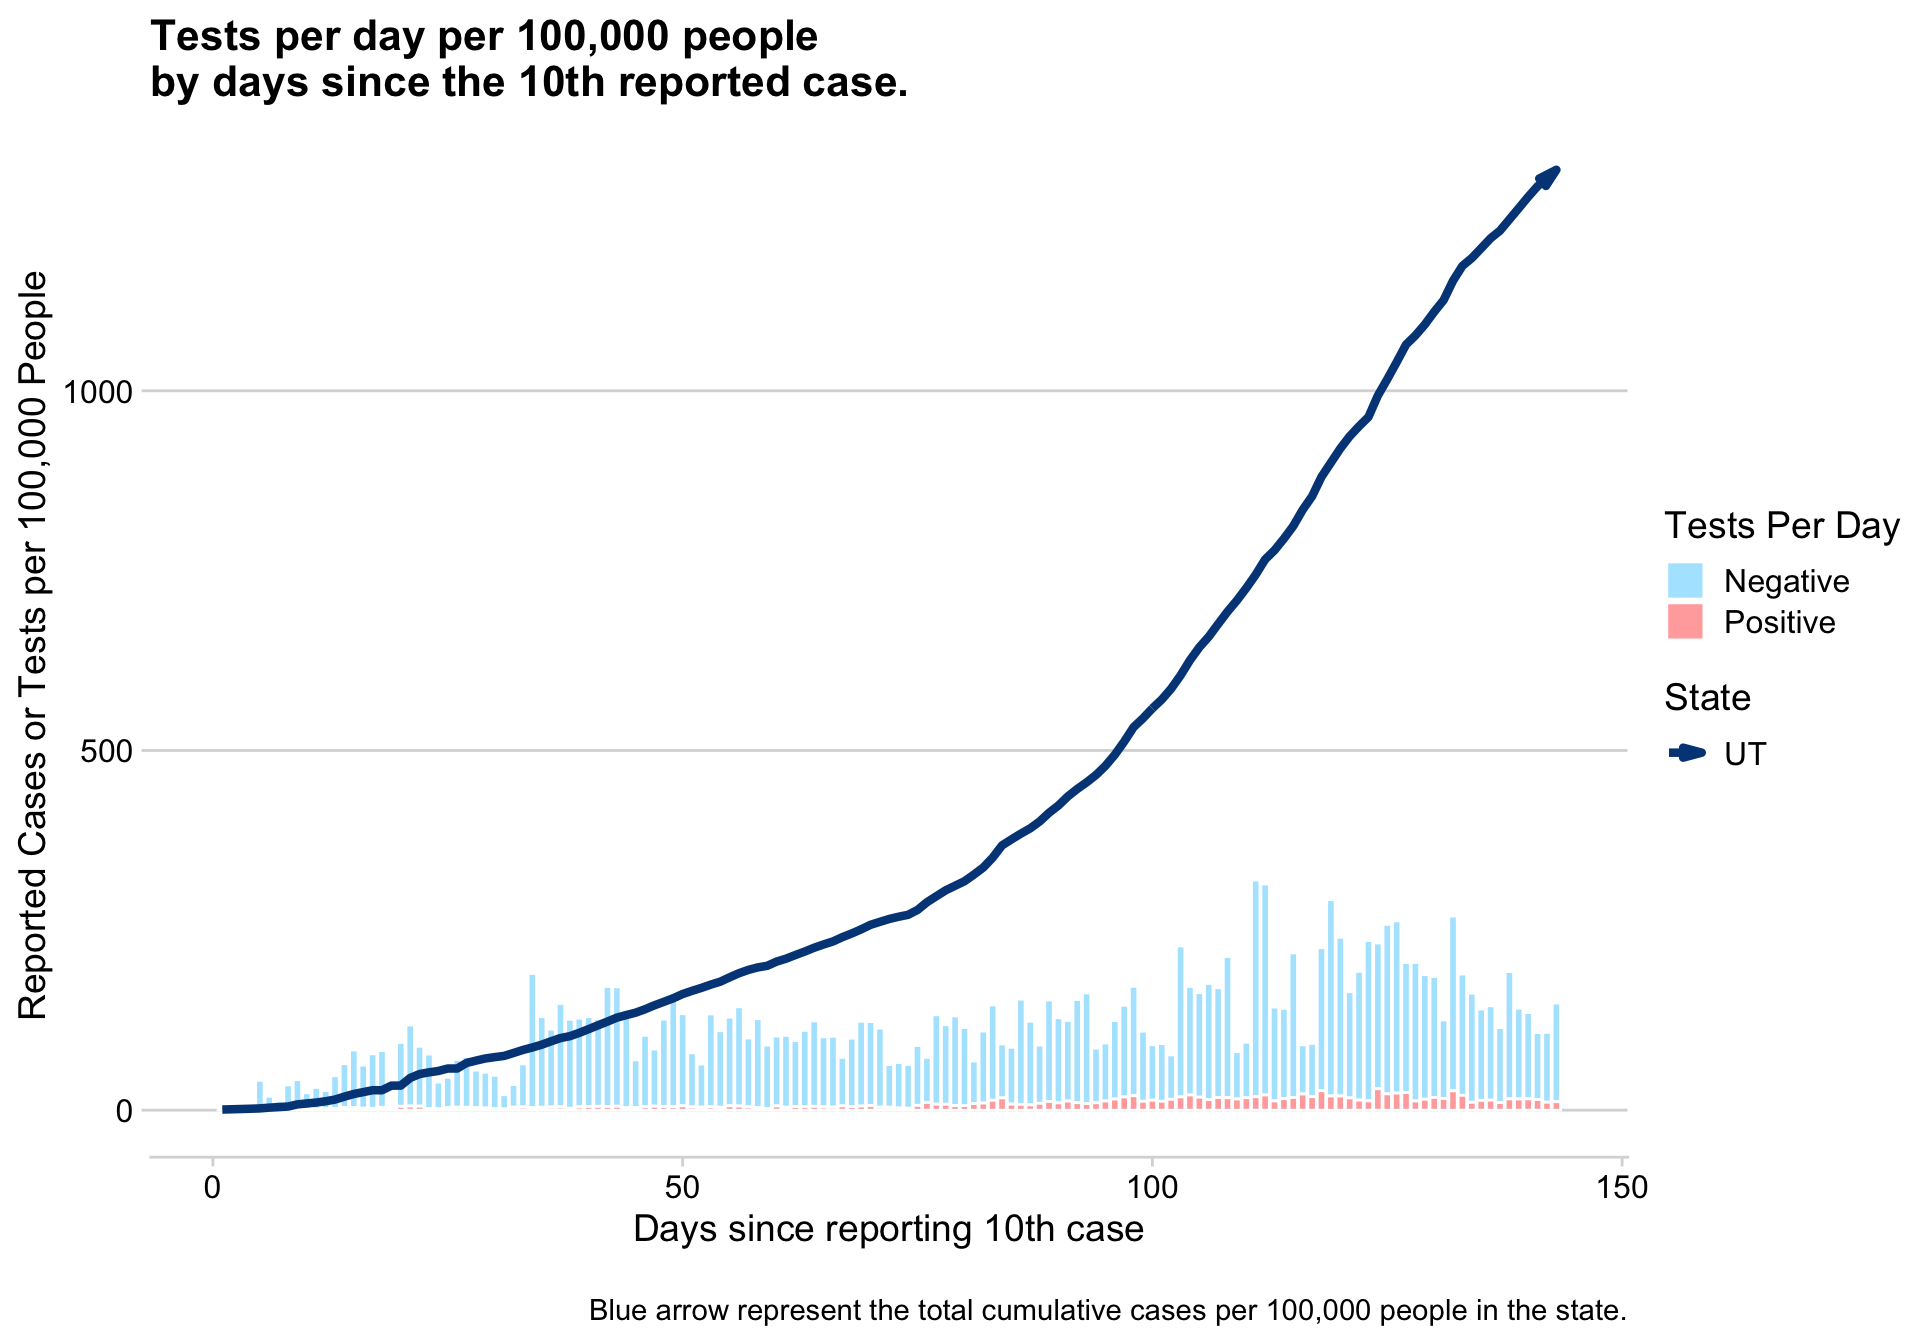 Tests per day per 100,000 people
by days since the 10th reported case.
Reported Cases or Tests per 100,000 People
1000
500
0
0 50 100 150
Days since reporting 10th case
Tests Per Day
Negative
Positive
State
UT
Blue arrow represent the total cumulative cases per 100,000 people in the state.